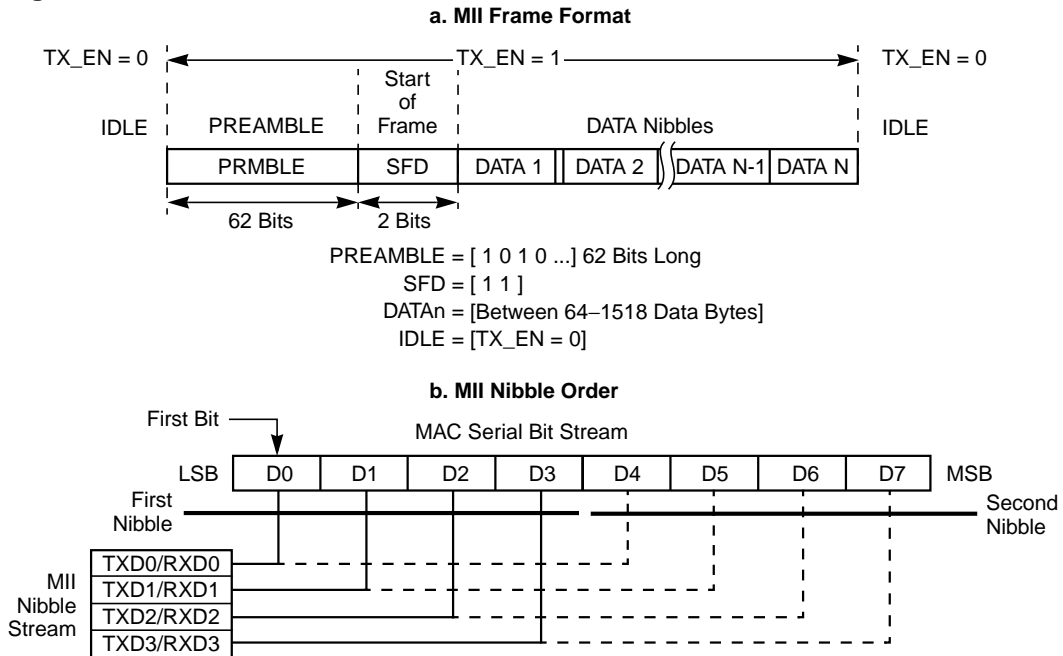 a. MII Frame Format
TX_EN = 0
TX_EN = 1
TX_EN = 0
Start
of
Frame
IDLE
PREAMBLE
DATA Nibbles
IDLE
PRMBLE
SFD
DATA 1
DATA 2
DATA N-1
DATA N
62 Bits
2 Bits
PREAMBLE = [ 1 0 1 0 ...] 62 Bits Long
SFD = [ 1 1 ]
DATAn = [Between 64–1518 Data Bytes]
IDLE = [TX_EN = 0]
b. MII Nibble Order
First Bit
MAC Serial Bit Stream
LSB
D0
D1
D2
D3
D4
D5
D6
D7
MSB
First
Nibble
Second
Nibble
MII
Nibble
Stream
TXD0/RXD0
TXD1/RXD1
TXD2/RXD2
TXD3/RXD3